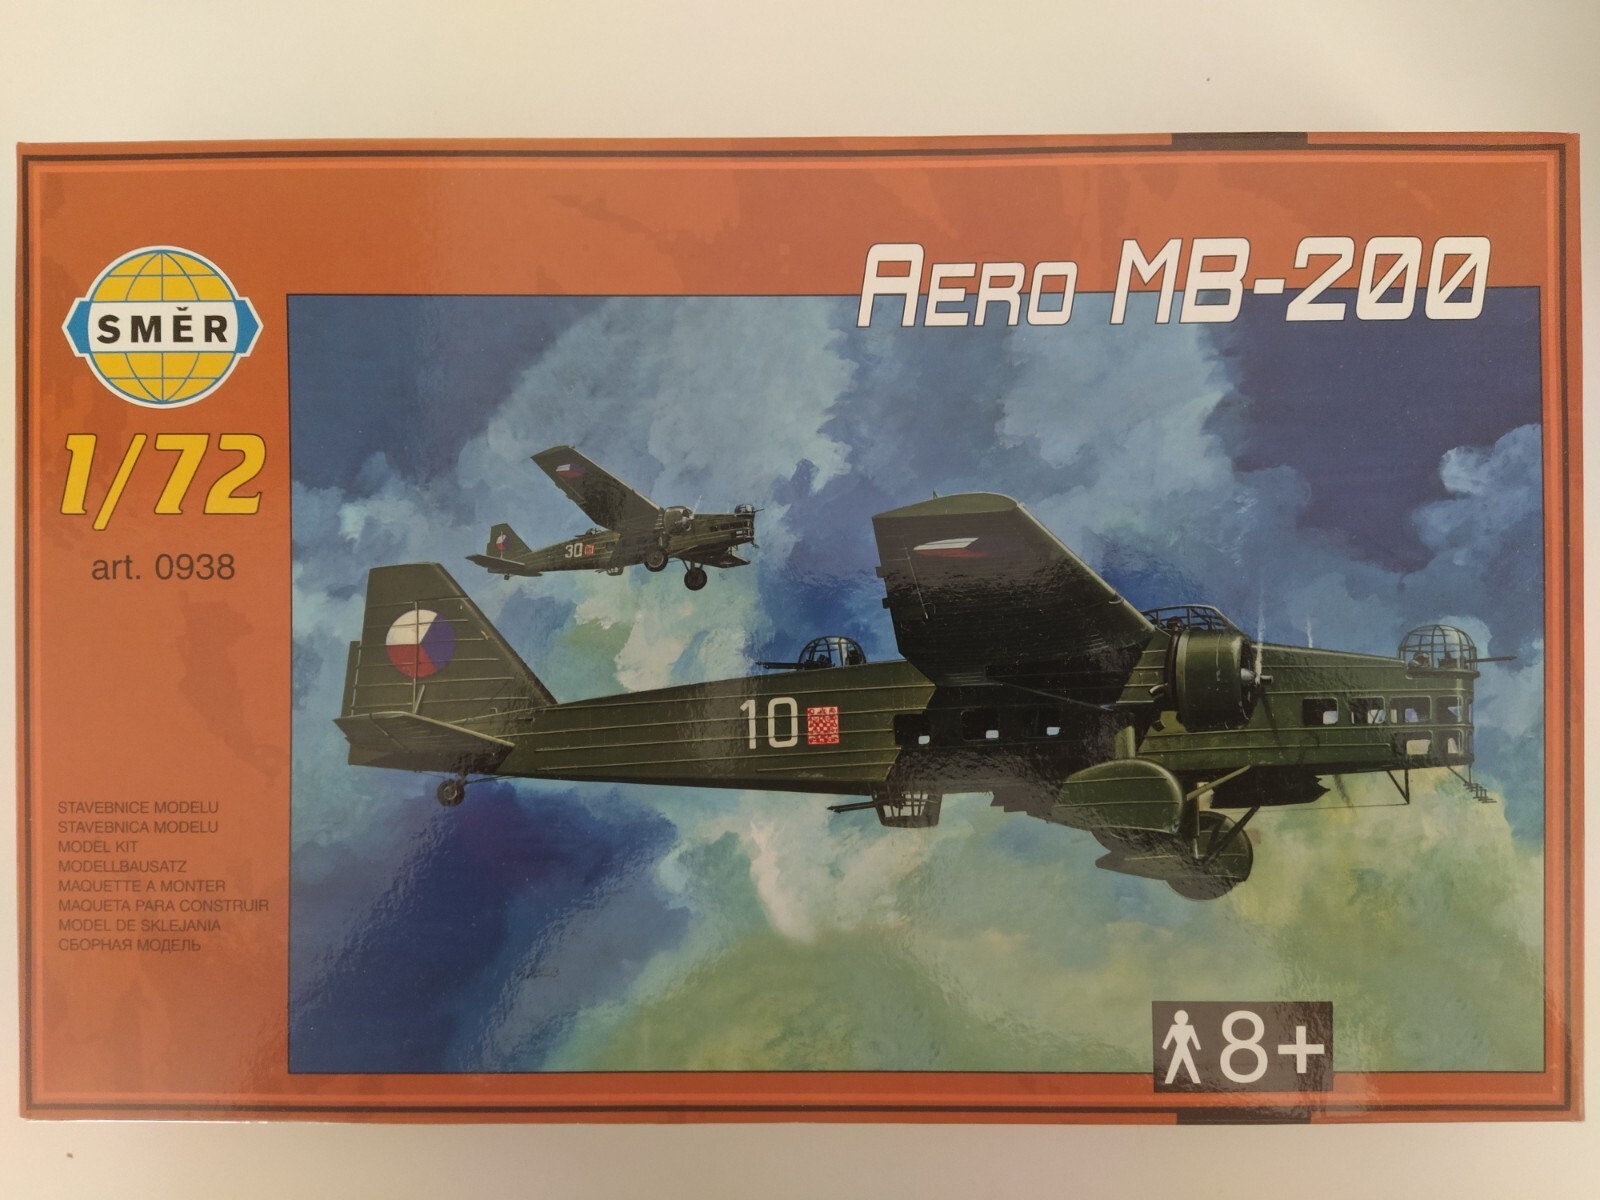 AERO MB-200
SMĚR
1/72
art. 0938
30
10
STAVEBNICE MODELU
STAVEBNICA MODELU
MODEL KIT
MODELLBAUSATZ
MAQUETTE A MONTER
MAQUETA PARA CONSTRUIR
MODEL DE SKLEJANIA
СБОРНАЯ МОДЕЛЬ
8+